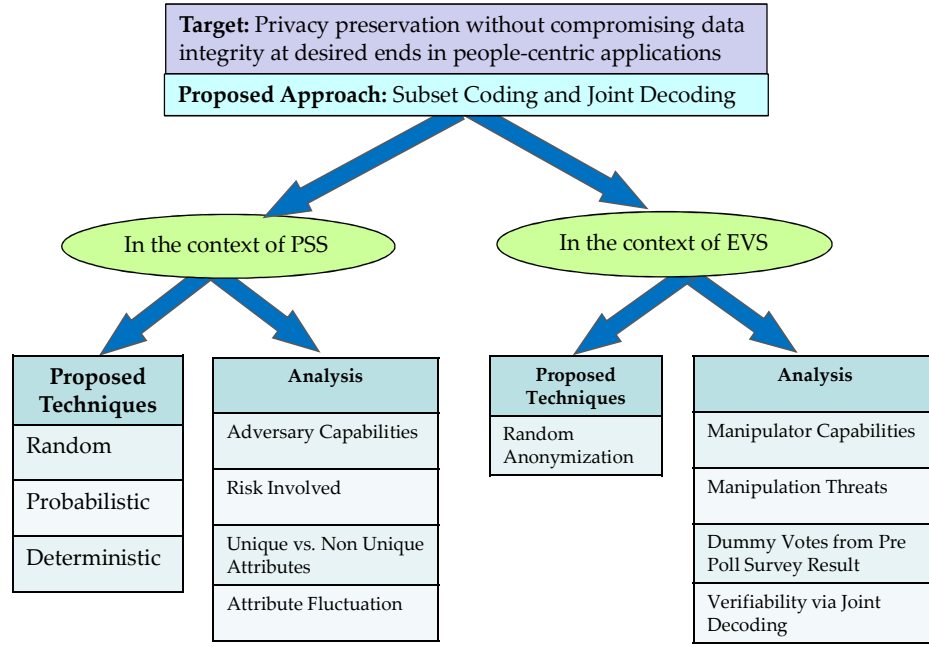 Target: Privacy preservation without compromising data
integrity at desired ends in people-centric applications
Proposed Approach: Subset Coding and Joint Decoding
In the context of PSS
In the context of EVS
Proposed
Techniques
Random
Probabilistic
Deterministic
Analysis
Adversary Capabilities
Risk Involved
Unique vs. Non Unique
Attributes
Attribute Fluctuation
Proposed
Techniques
Random
Anonymization
Analysis
Manipulator Capabilities
Manipulation Threats
Dummy Votes from Pre
Poll Survey Result
Verifiability via Joint
Decoding